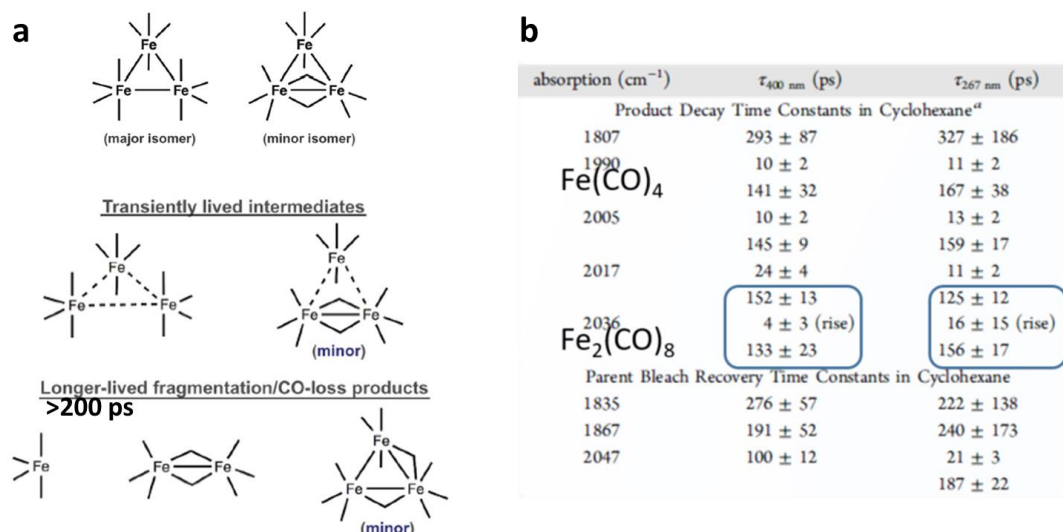 a
Fe
Fe Fe
(major isomer)
Fe
Fe Fe
(minor isomer)
Transiently lived intermediates
Fe
Fe Fe
Fe
Fe Fe
(minor)
Longer-lived fragmentation/CO-loss products
>200 ps
Fe
Fe Fe
Fe
Fe Fe
(minor)
b
absorption (cm⁻¹) τ400 nm (ps) τ267 nm (ps)
Product Decay Time Constants in Cyclohexaneᵃ
1807 293 ± 87 327 ± 186
1990 10 ± 2 11 ± 2
Fe(CO)4
141 ± 32 167 ± 38
2005 10 ± 2 13 ± 2
145 ± 9 159 ± 17
2017 24 ± 4 11 ± 2
152 ± 13 125 ± 12
2036 4 ± 3 (rise) 16 ± 15 (rise)
Fe2(CO)8
133 ± 23 156 ± 17
Parent Bleach Recovery Time Constants in Cyclohexane
1835 276 ± 57 222 ± 138
1867 191 ± 52 240 ± 173
2047 100 ± 12 21 ± 3
187 ± 22